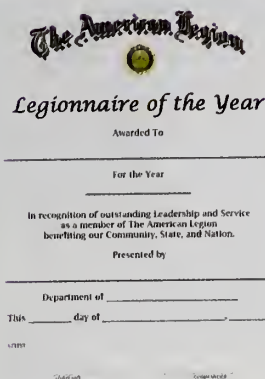 The American Legion
Legionnaire of the Year
Awarded To
For the Year
in recognition of outstanding Leadership and Service
as a member of The American Legion
benefiting our Community, State, and Nation.
Presented by
Department of
This day of ,